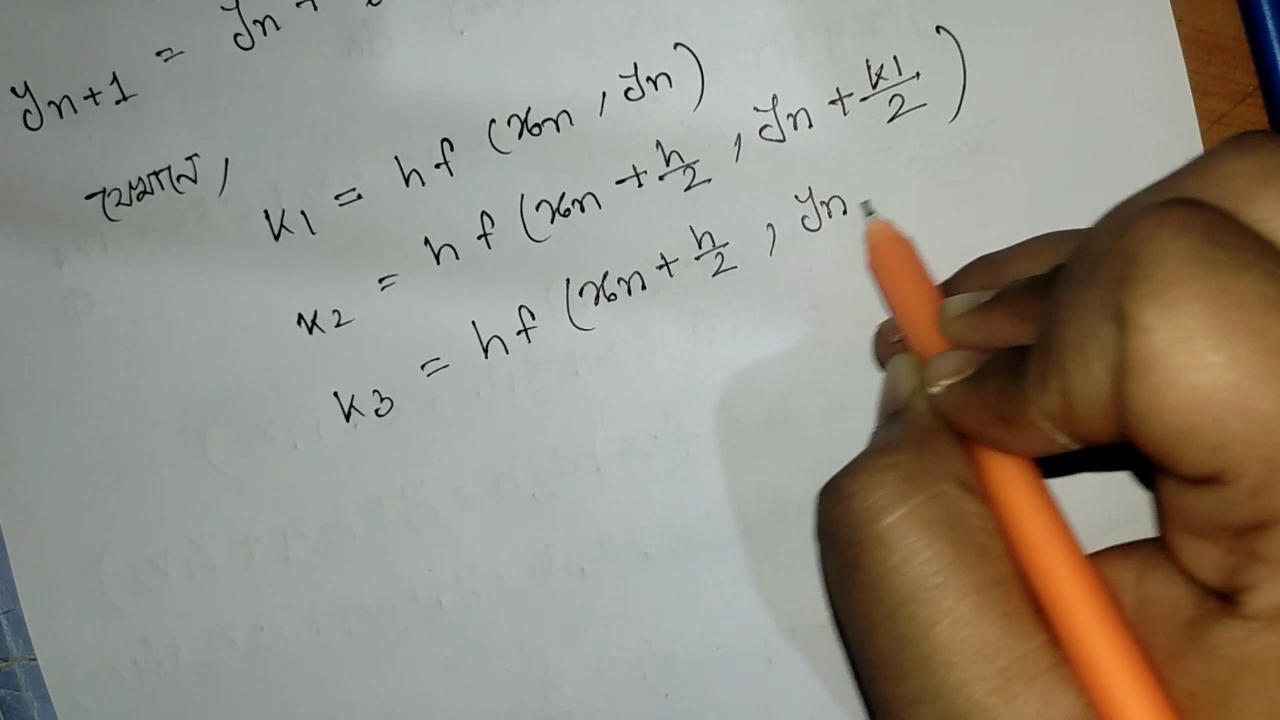 yn+1 = yn +
যেখানে,
k1 = hf (xn, yn)
k2 = hf (xn + h/2, yn + k1/2)
k3 = hf (xn + h/2, yn